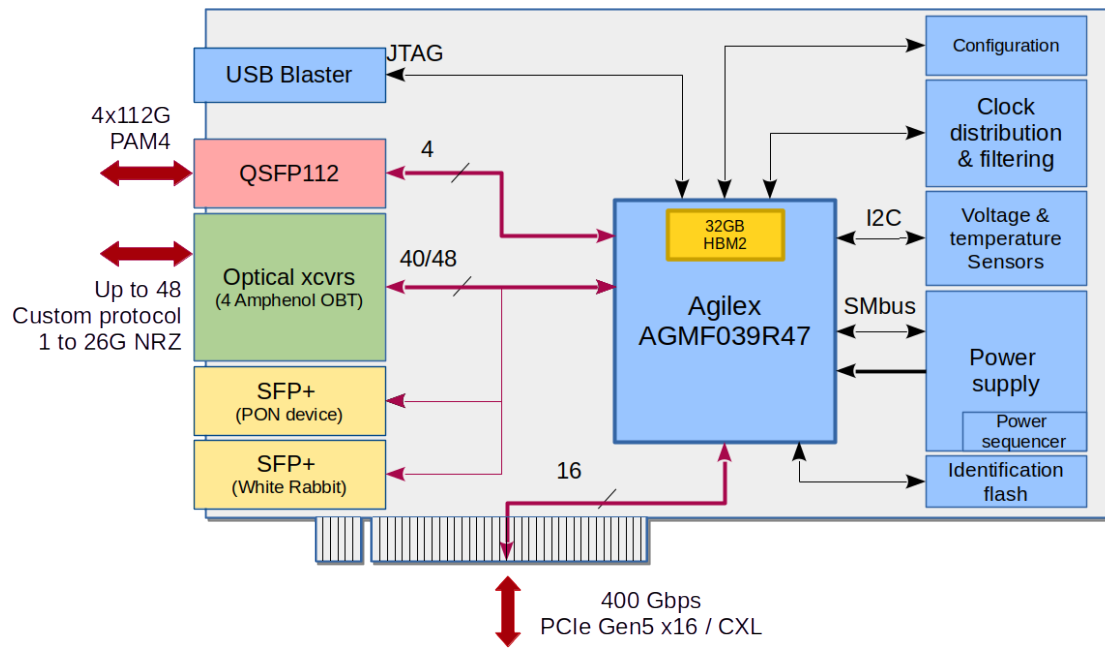 USB Blaster
JTAG
4x112G
PAM4
QSFP112
4
Optical xcvrs
(4 Amphenol OBT)
40/48
Up to 48
Custom protocol
1 to 26G NRZ
SFP+
(PON device)
SFP+
(White Rabbit)
16
400 Gbps
PCIe Gen5 x16 / CXL
32GB
HBM2
Agilex
AGMF039R47
Configuration
Clock
distribution
& filtering
I2C
Voltage &
temperature
Sensors
SMbus
Power
supply
Power
sequencer
Identification
flash